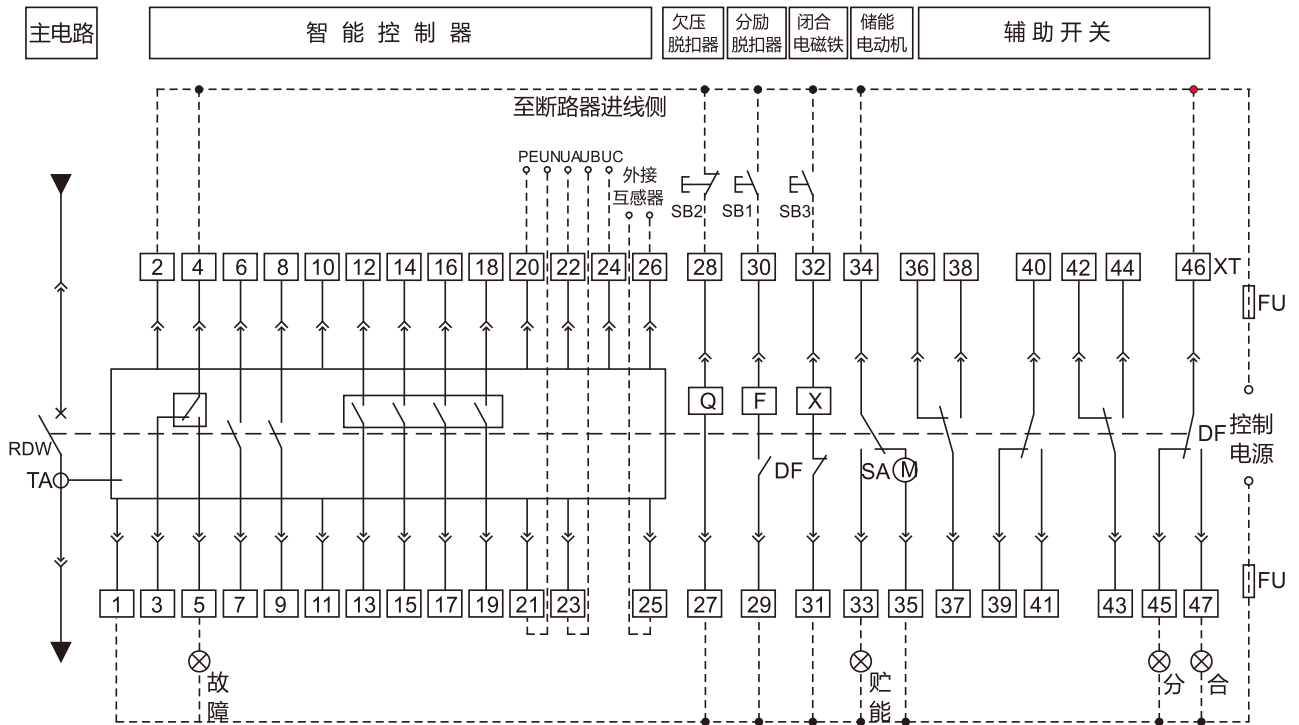 主电路
智能控制器
欠压
脱扣器
分励
脱扣器
闭合
电磁铁
储能
电动机
辅助开关
至断路器进线侧
PE UN UA UB UC
外接
互感器
SB2
SB1
SB3
2 4 6 8 10 12 14 16 18 20 22 24 26 28 30 32 34 36 38 40 42 44 46 XT
FU
Q F X
RDW
DF
控制
电源
TA
DF
SA
M
FU
1 3 5 7 9 11 13 15 17 19 21 23 25 27 29 31 33 35 37 39 41 43 45 47
故
障
贮
能
分
合